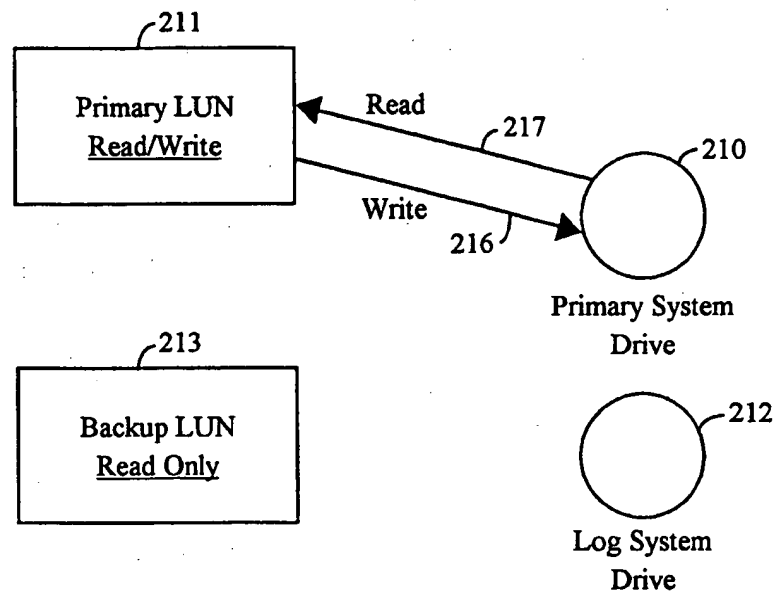 211
Primary LUN
Read/Write
Read
217
210
Write
216
Primary System
Drive
213
Backup LUN
Read Only
212
Log System
Drive